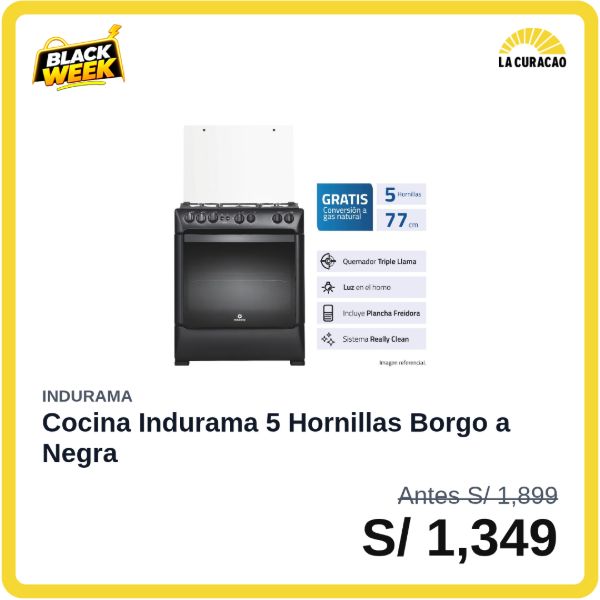 BLACK
WEEK
LA CURACAO
GRATIS
Conversión a
gas natural
5 Hornillas
77 cm
Quemador Triple Llama
Luz en el horno
Incluye Plancha Freidora
Sistema Really Clean
Imagen referencial.
INDURAMA
Cocina Indurama 5 Hornillas Borgo a
Negra
Antes S/ 1,899
S/ 1,349